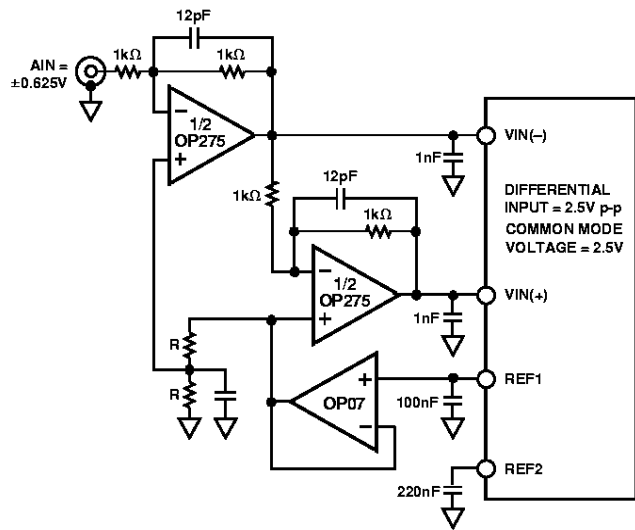 12pF
AIN =
±0.625V
1kΩ
1kΩ
−
+
1/2
OP275
VIN(–)
1nF
1kΩ
12pF
1kΩ
DIFFERENTIAL
INPUT = 2.5V p-p
COMMON MODE
VOLTAGE = 2.5V
−
+
1/2
OP275
VIN(+)
1nF
R
R
OP07
+
−
REF1
100nF
REF2
220nF